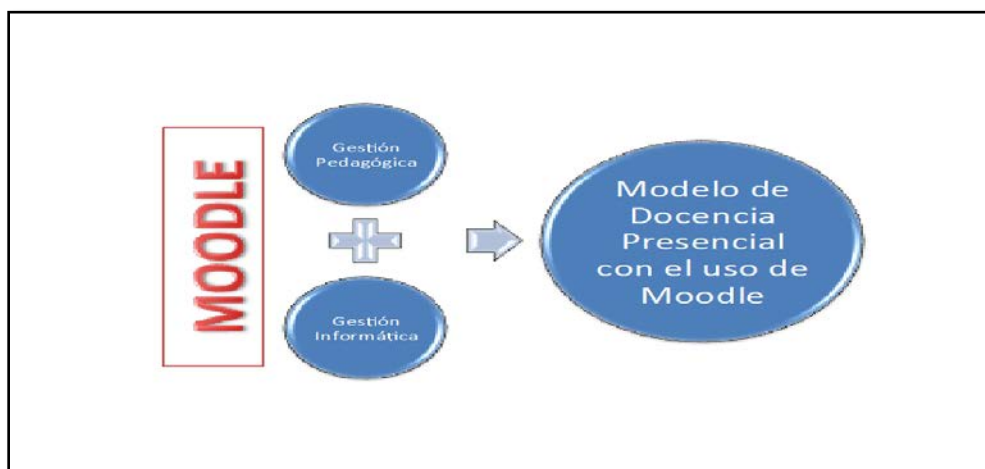 MOODLE
Gestión
Pedagógica
Gestión
Informática
Modelo de
Docencia
Presencial
con el uso de
Moodle